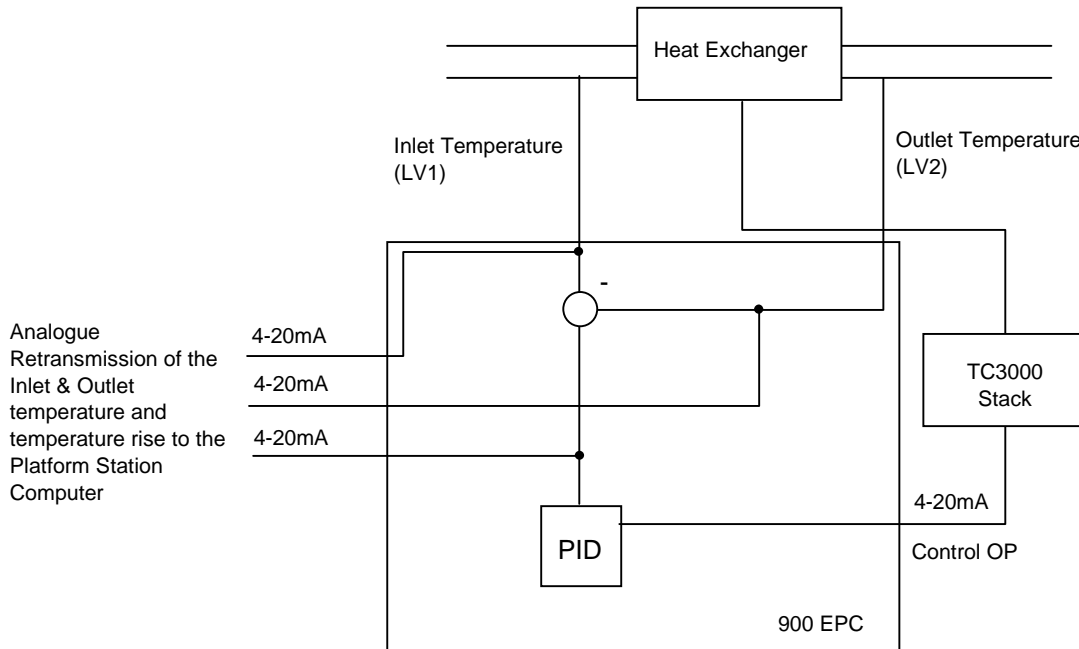 Heat Exchanger
Inlet Temperature
(LV1)
Outlet Temperature
(LV2)
-
Analogue
Retransmission of the
Inlet & Outlet
temperature and
temperature rise to the
Platform Station
Computer
4-20mA
4-20mA
4-20mA
TC3000
Stack
PID
4-20mA
Control OP
900 EPC